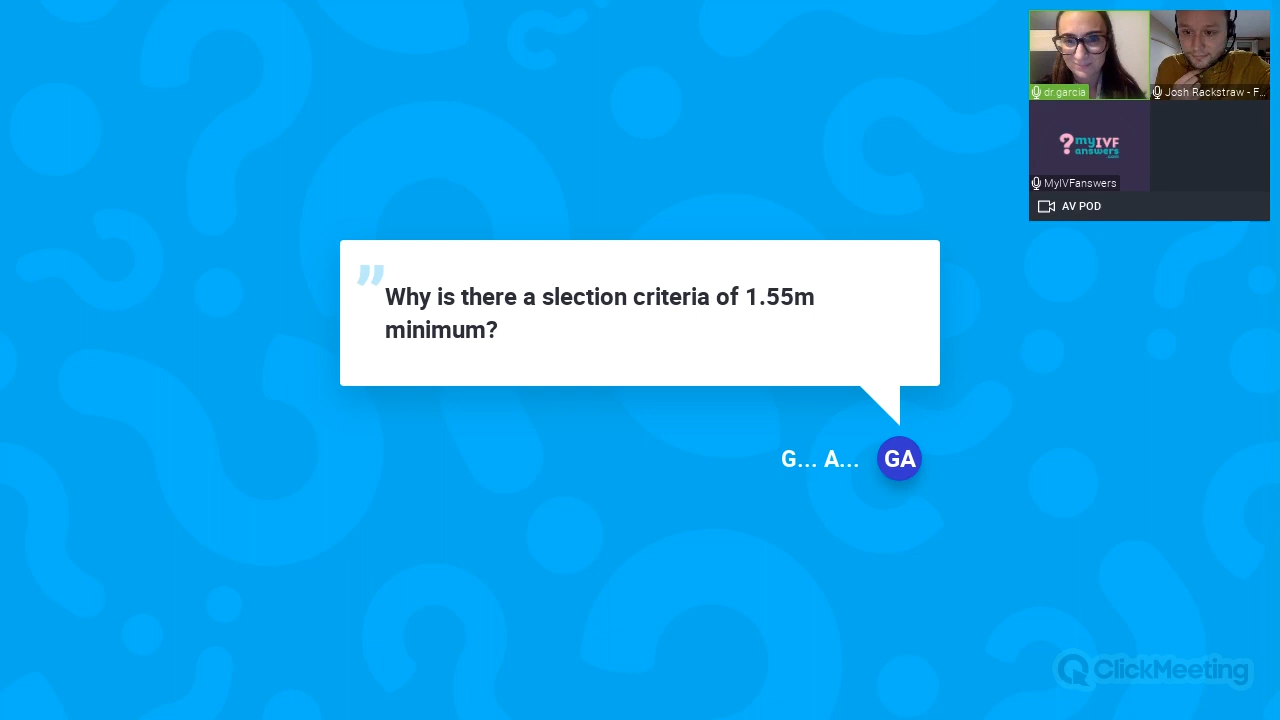 dr garcia
Josh Rackstraw - F...
? myIVF
answers
.com
MyIVFanswers
AV POD
” Why is there a slection criteria of 1.55m
minimum?
G... A... GA
ClickMeeting